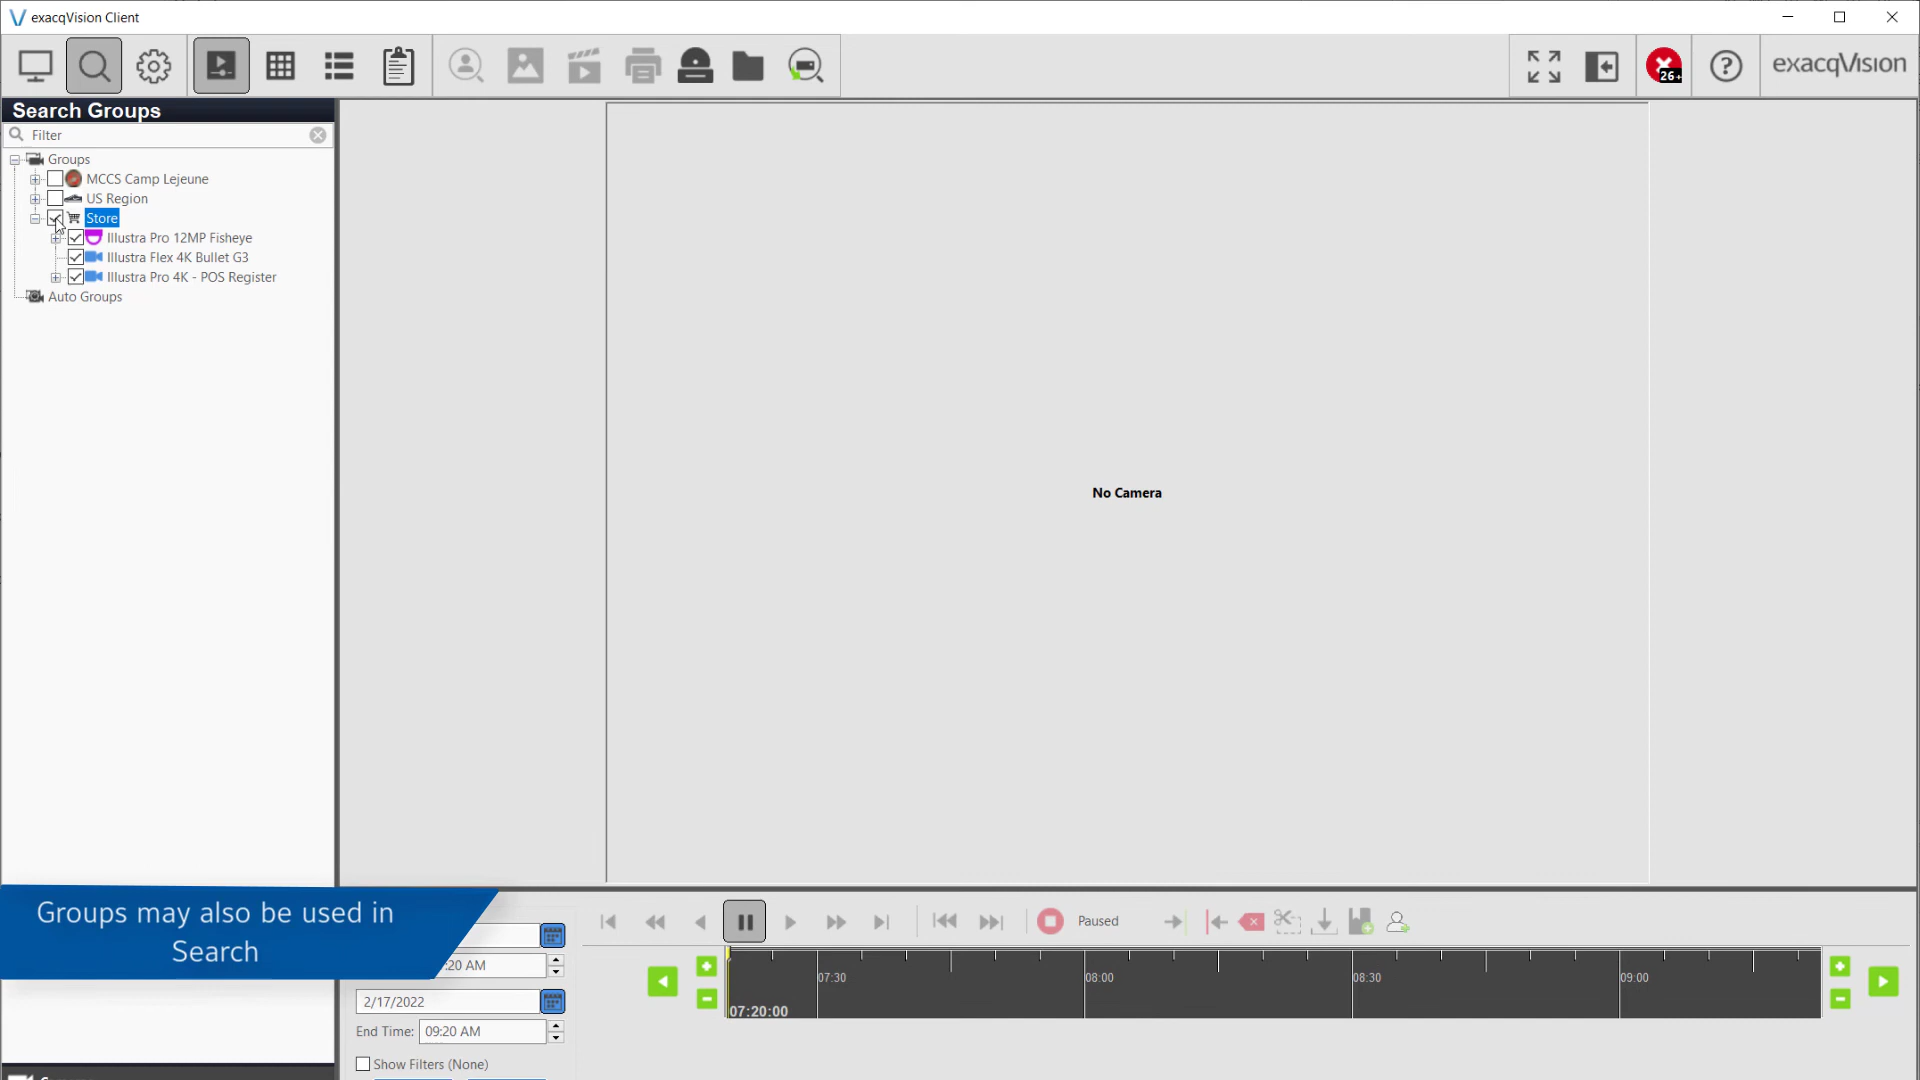 exacqVision Client
26+
exacqVision
Search Groups
Filter
Groups
MCCS Camp Lejeune
US Region
Store
Illustra Pro 12MP Fisheye
Illustra Flex 4K Bullet G3
Illustra Pro 4K - POS Register
Auto Groups
No Camera
Groups may also be used in
Search
Paused
:20 AM
2/17/2022
End Time: 09:20 AM
Show Filters (None)
07:30
08:00
08:30
09:00
07:20:00